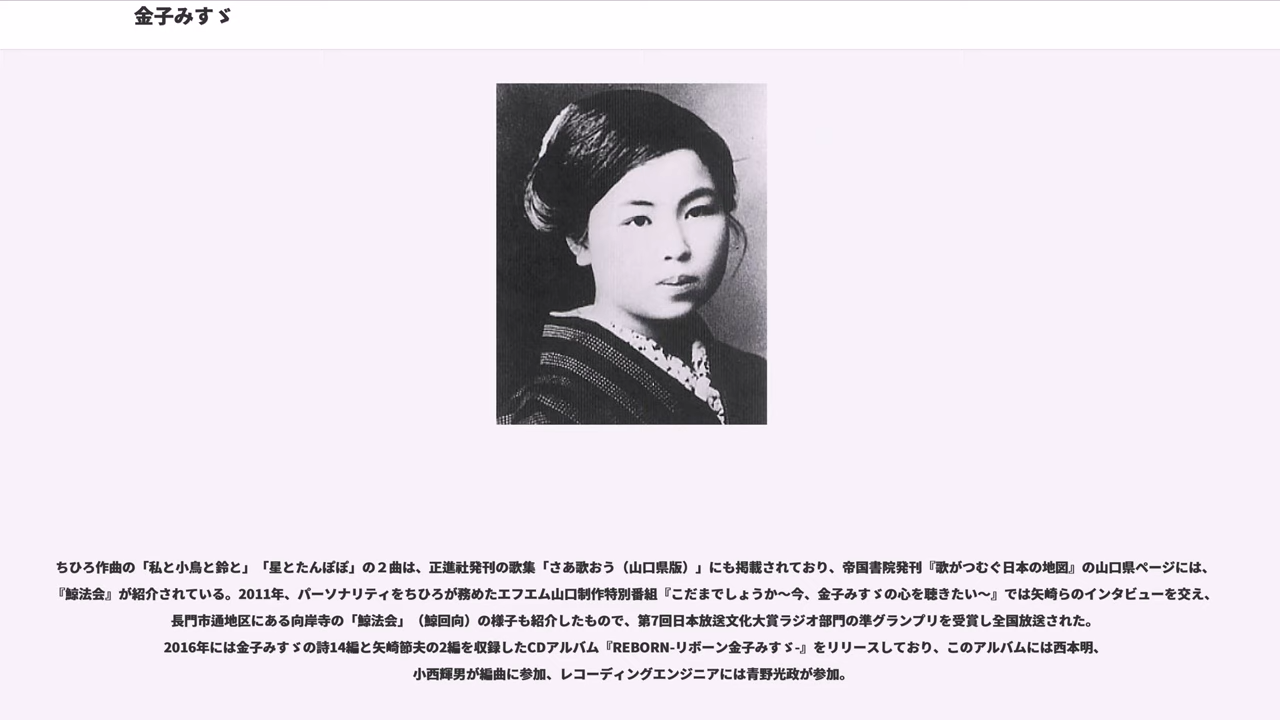 金子みすゞ
ちひろ作曲の「私と小鳥と鈴と」「星とたんぽぽ」の２曲は、正進社発刊の歌集「さあ歌おう（山口県版）」にも掲載されており、帝国書院発刊『歌がつむぐ日本の地図』の山口県ページには、
『鯨法会』が紹介されている。2011年、パーソナリティをちひろが務めたエフエム山口制作特別番組『こだまでしょうか〜今、金子みすゞの心を聴きたい〜』では矢崎らのインタビューを交え、
長門市通地区にある向岸寺の「鯨法会」（鯨回向）の様子も紹介したもので、第7回日本放送文化大賞ラジオ部門の準グランプリを受賞し全国放送された。
2016年には金子みすゞの詩14編と矢崎節夫の2編を収録したCDアルバム『REBORN-リボーン金子みすゞ-』をリリースしており、このアルバムには西本明、
小西輝男が編曲に参加、レコーディングエンジニアには青野光政が参加。